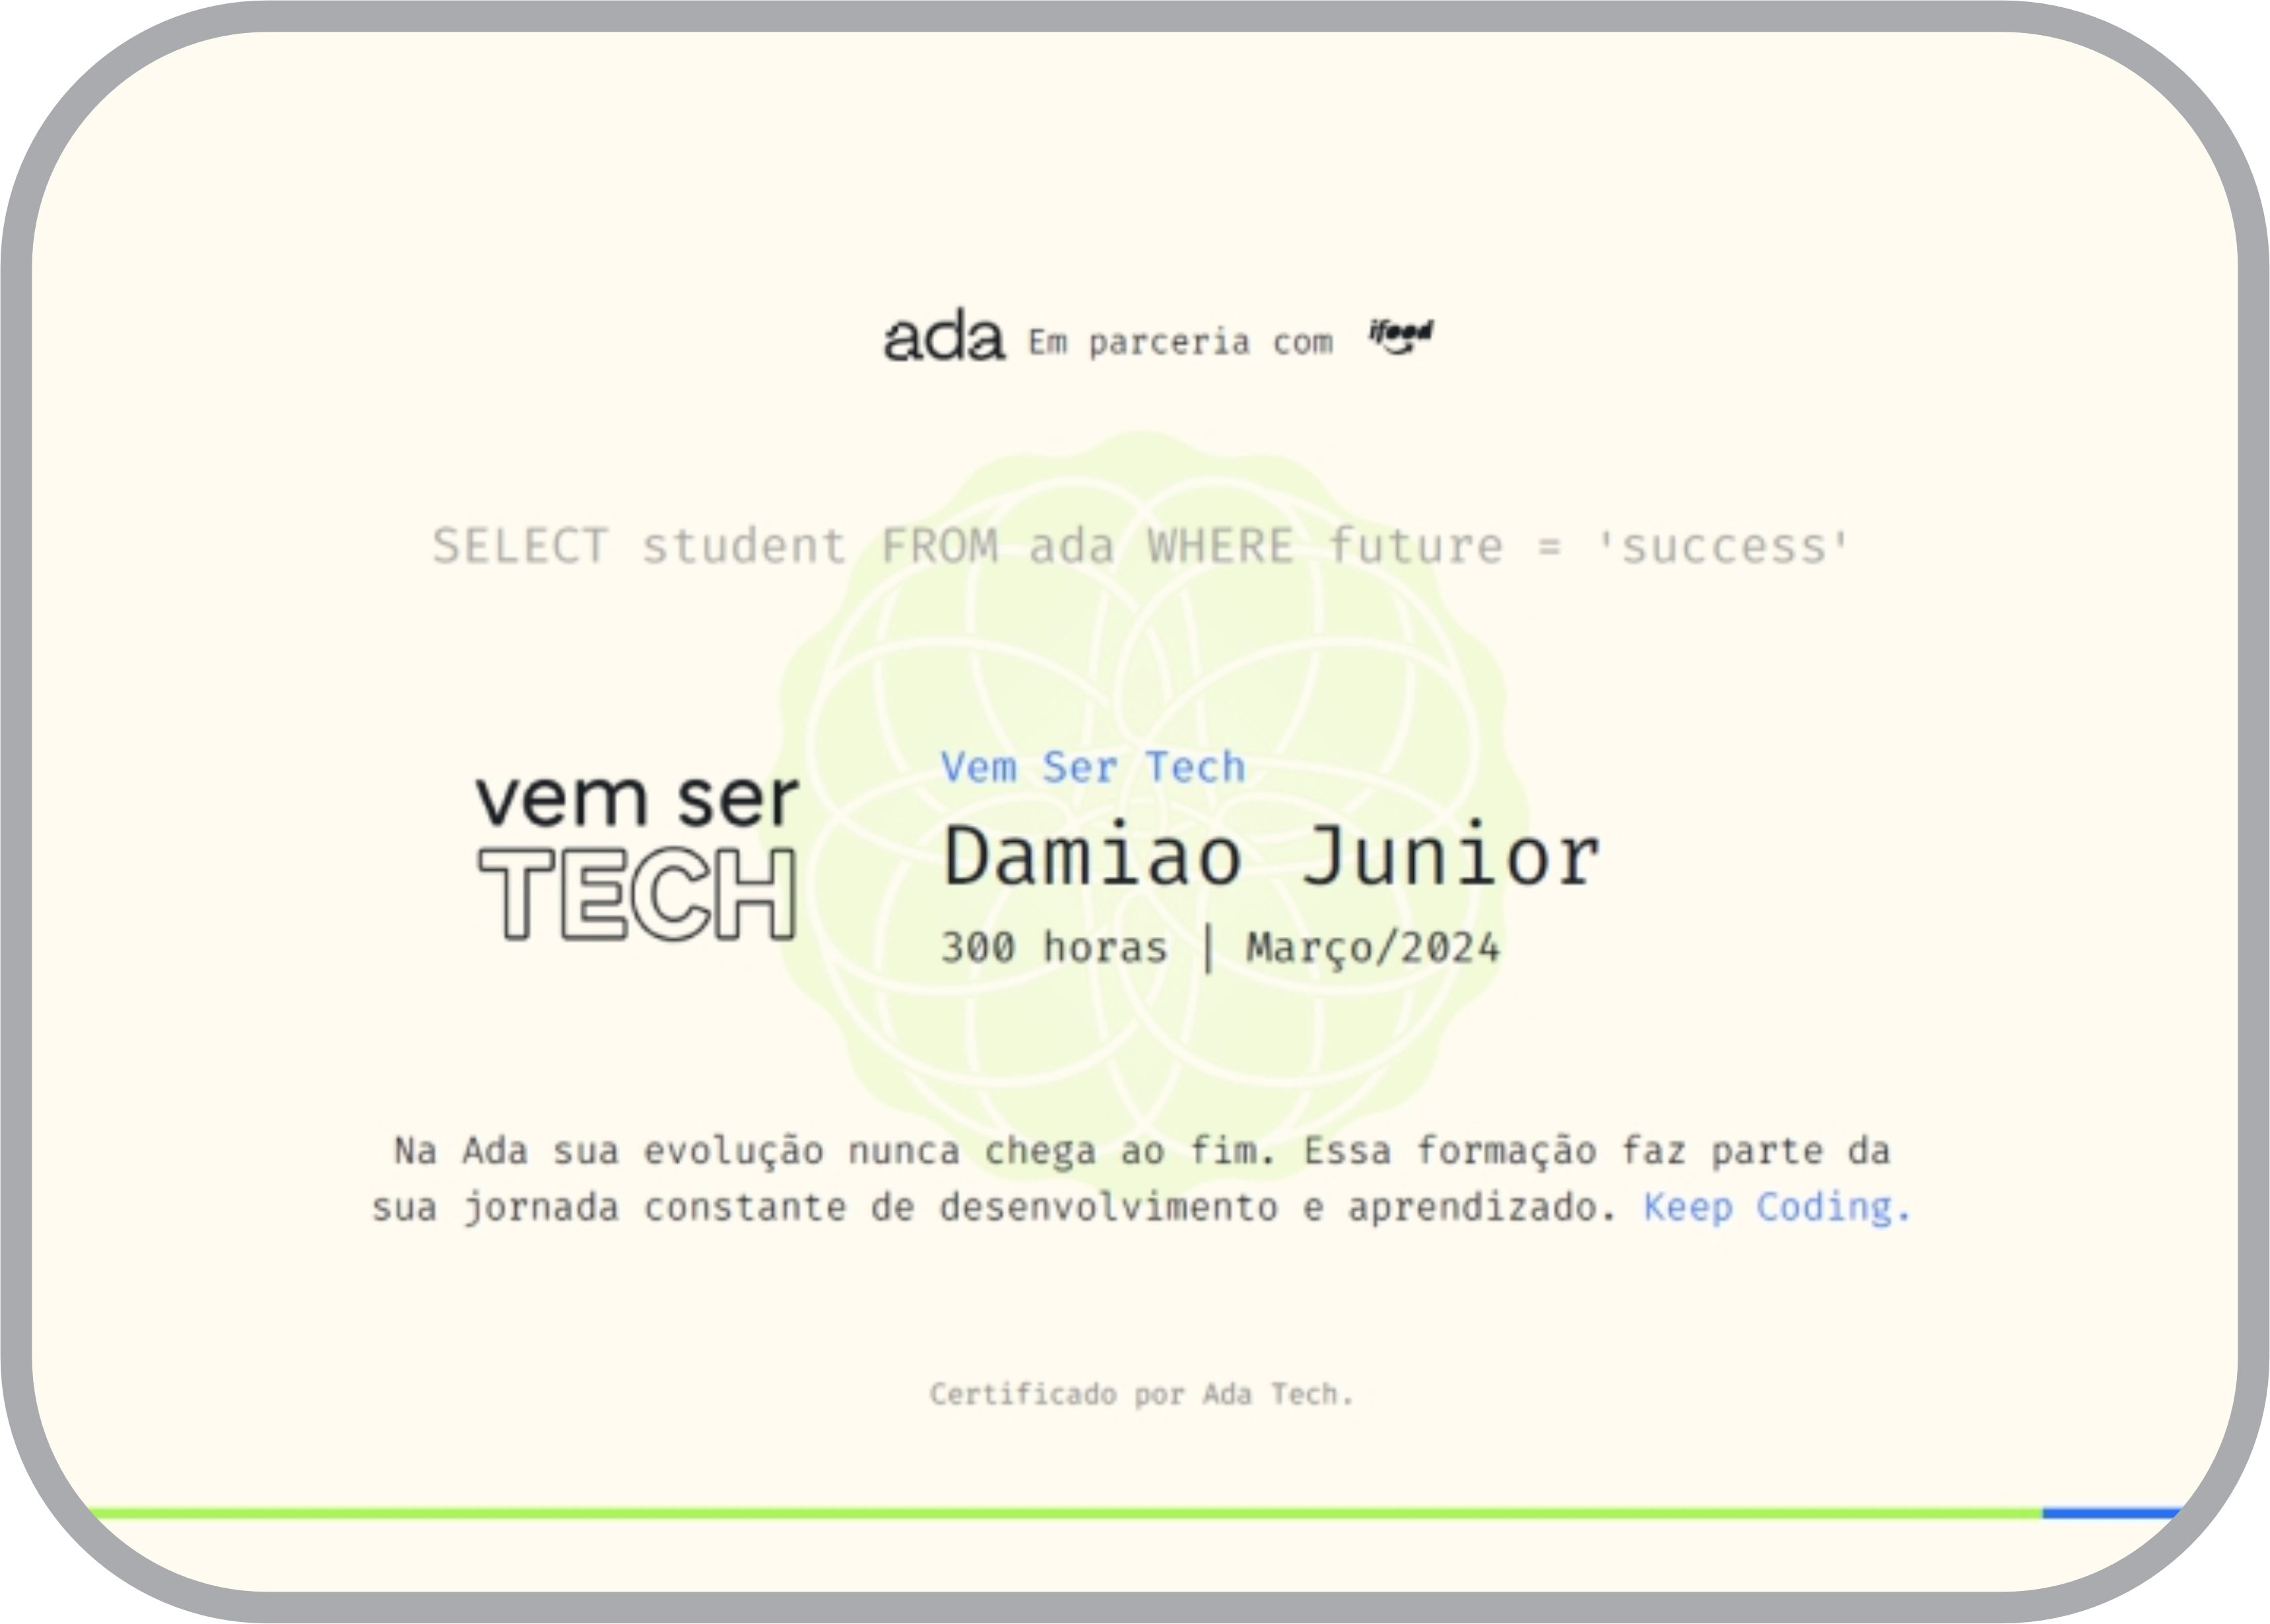 ada Em parceria com ifood
SELECT student FROM ada WHERE future = 'success'
vem ser
TECH
Vem Ser Tech
Damiao Junior
300 horas | Março/2024
Na Ada sua evolução nunca chega ao fim. Essa formação faz parte da
sua jornada constante de desenvolvimento e aprendizado. Keep Coding.
Certificado por Ada Tech.